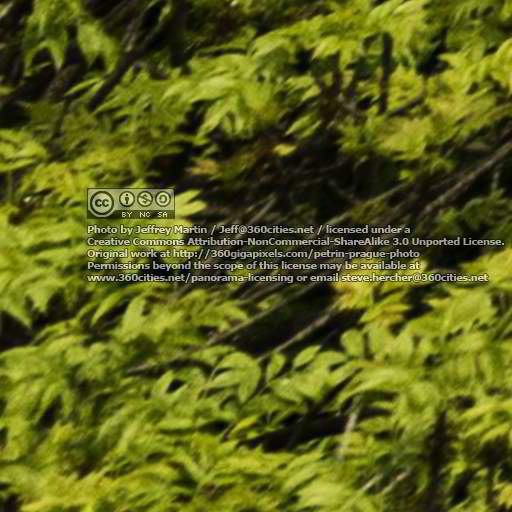 cc BY NC SA
Photo by Jeffrey Martin / Jeff@360cities.net / licensed under a
Creative Commons Attribution-NonCommercial-ShareAlike 3.0 Unported License.
Original work at http://360gigapixels.com/petrin-prague-photo
Permissions beyond the scope of this license may be available at
www.360cities.net/panorama-licensing or email steve.hercher@360cities.net